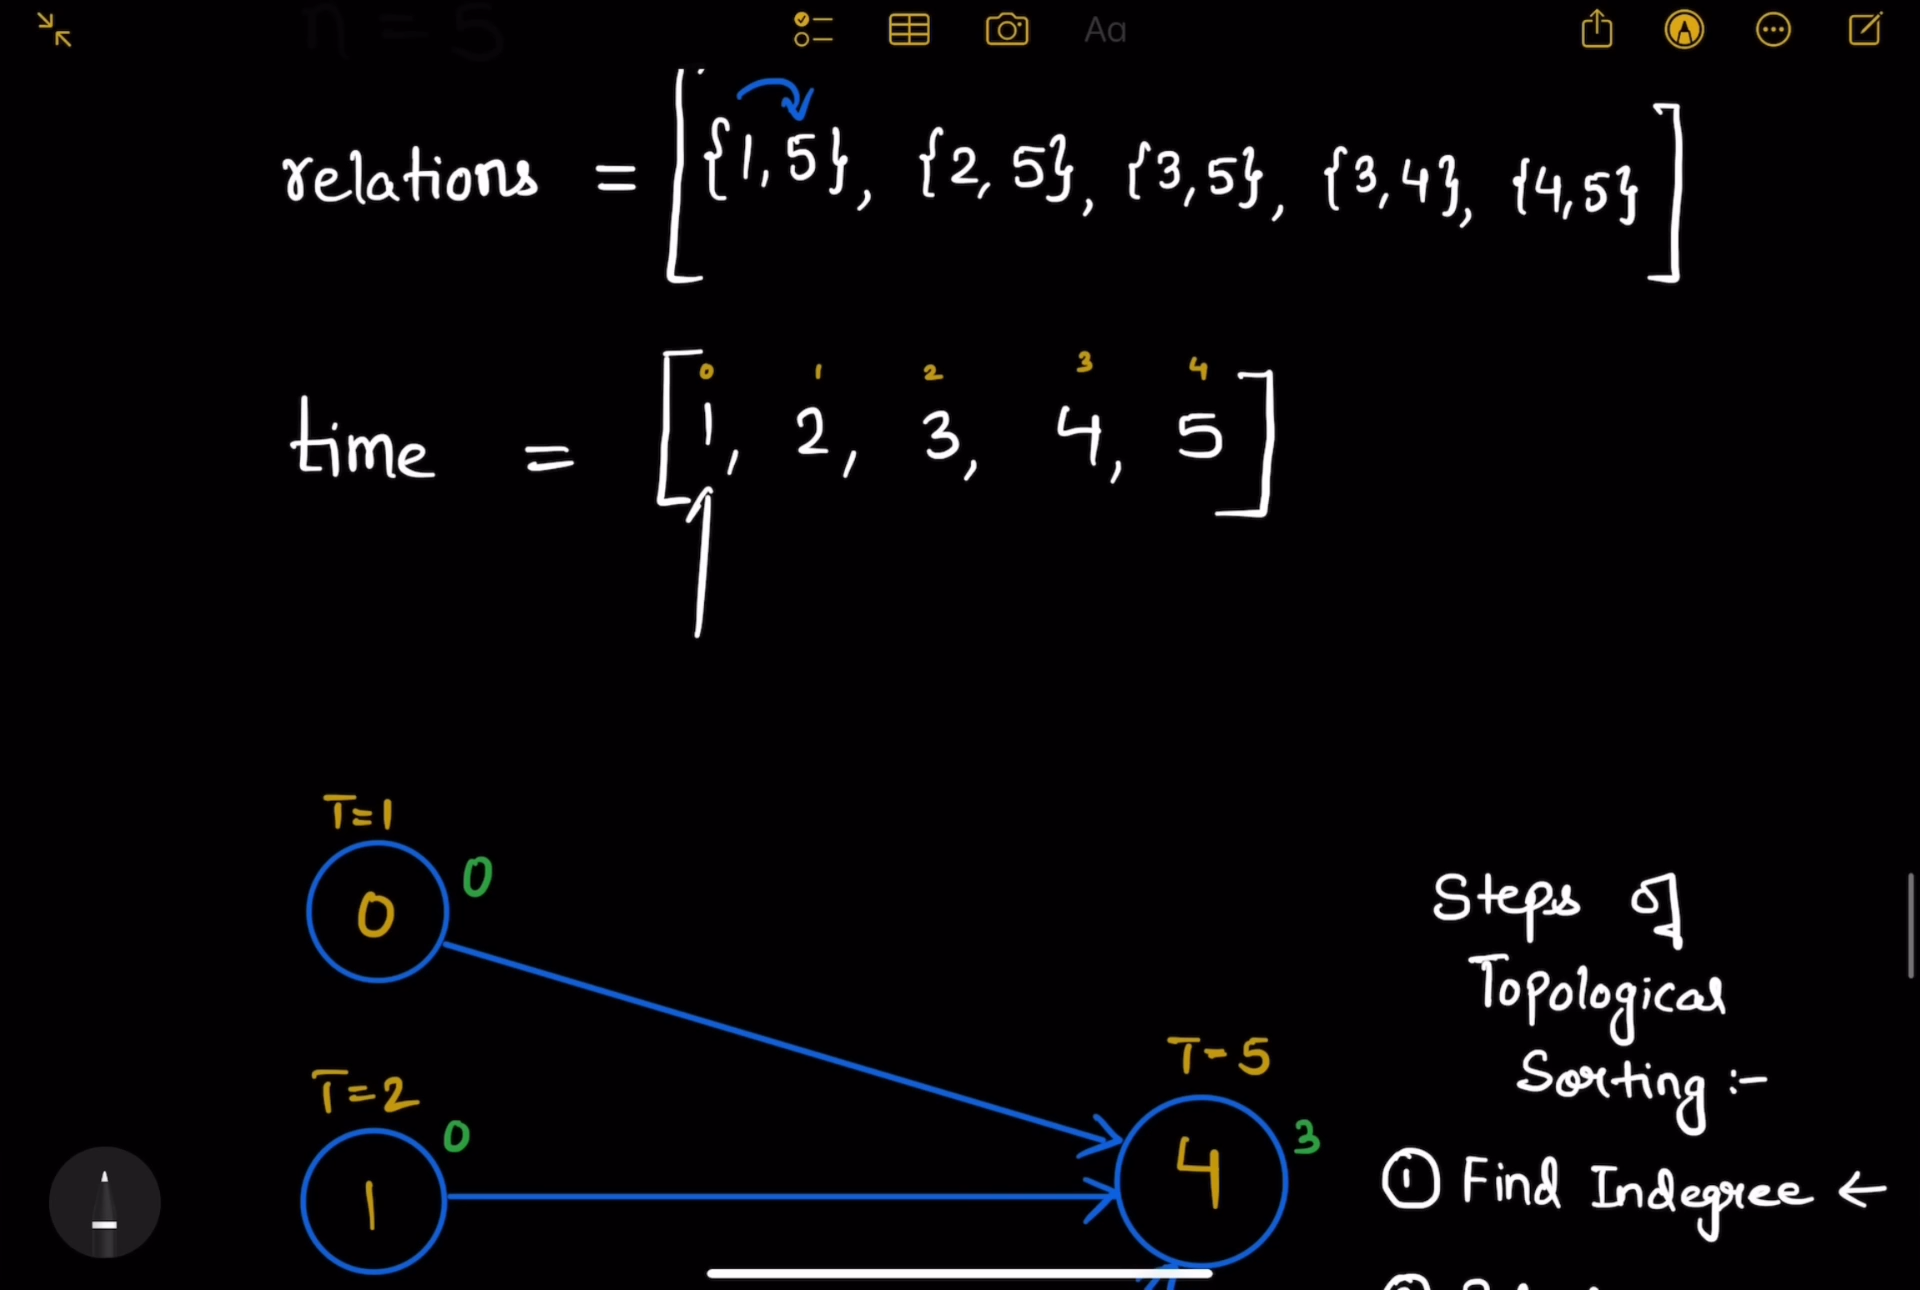 n = 5
Aa
relations = [{1,5}, {2,5}, {3,5}, {3,4}, {4,5}]
0 1 2 3 4
time = [1, 2, 3, 4, 5]
T=1
0
0
T=2
0
1
T-5
3
4
Steps of
Topological
Sorting :-
① Find Indegree ←